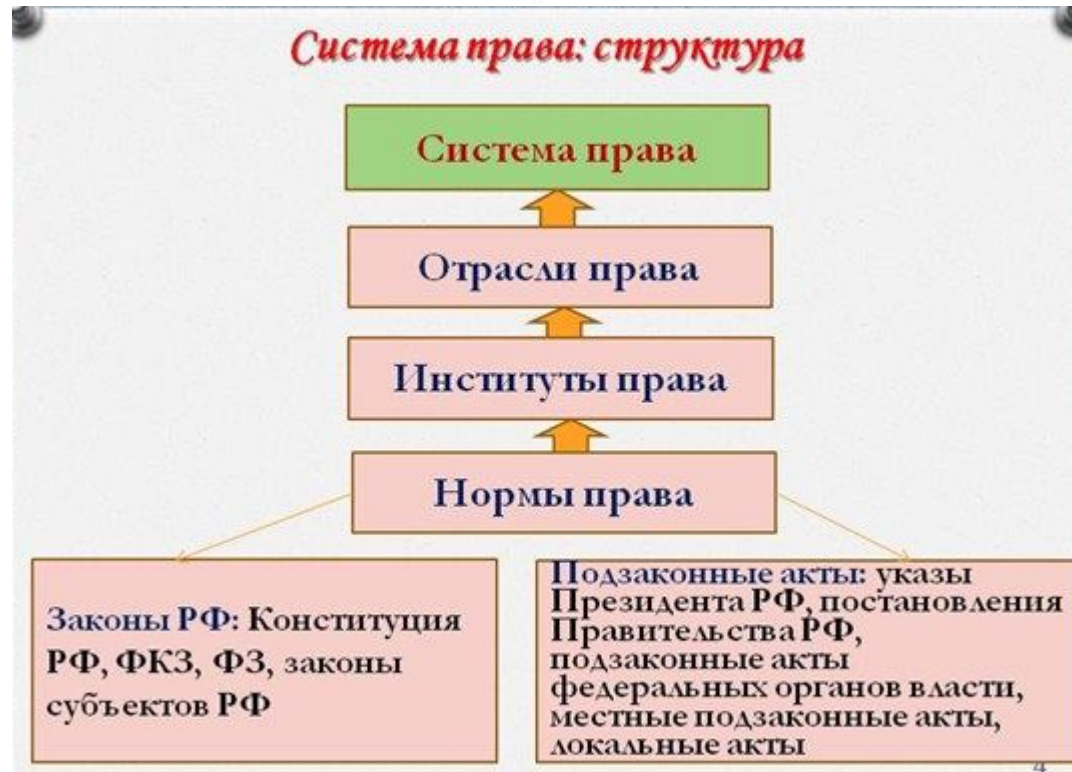 Система права: структура
Система права
Отрасли права
Институты права
Нормы права
Законы РФ: Конституция
РФ, ФКЗ, ФЗ, законы
субъектов РФ
Подзаконные акты: указы
Президента РФ, постановления
Правительства РФ,
подзаконные акты
федеральных органов власти,
местные подзаконные акты,
локальные акты
4